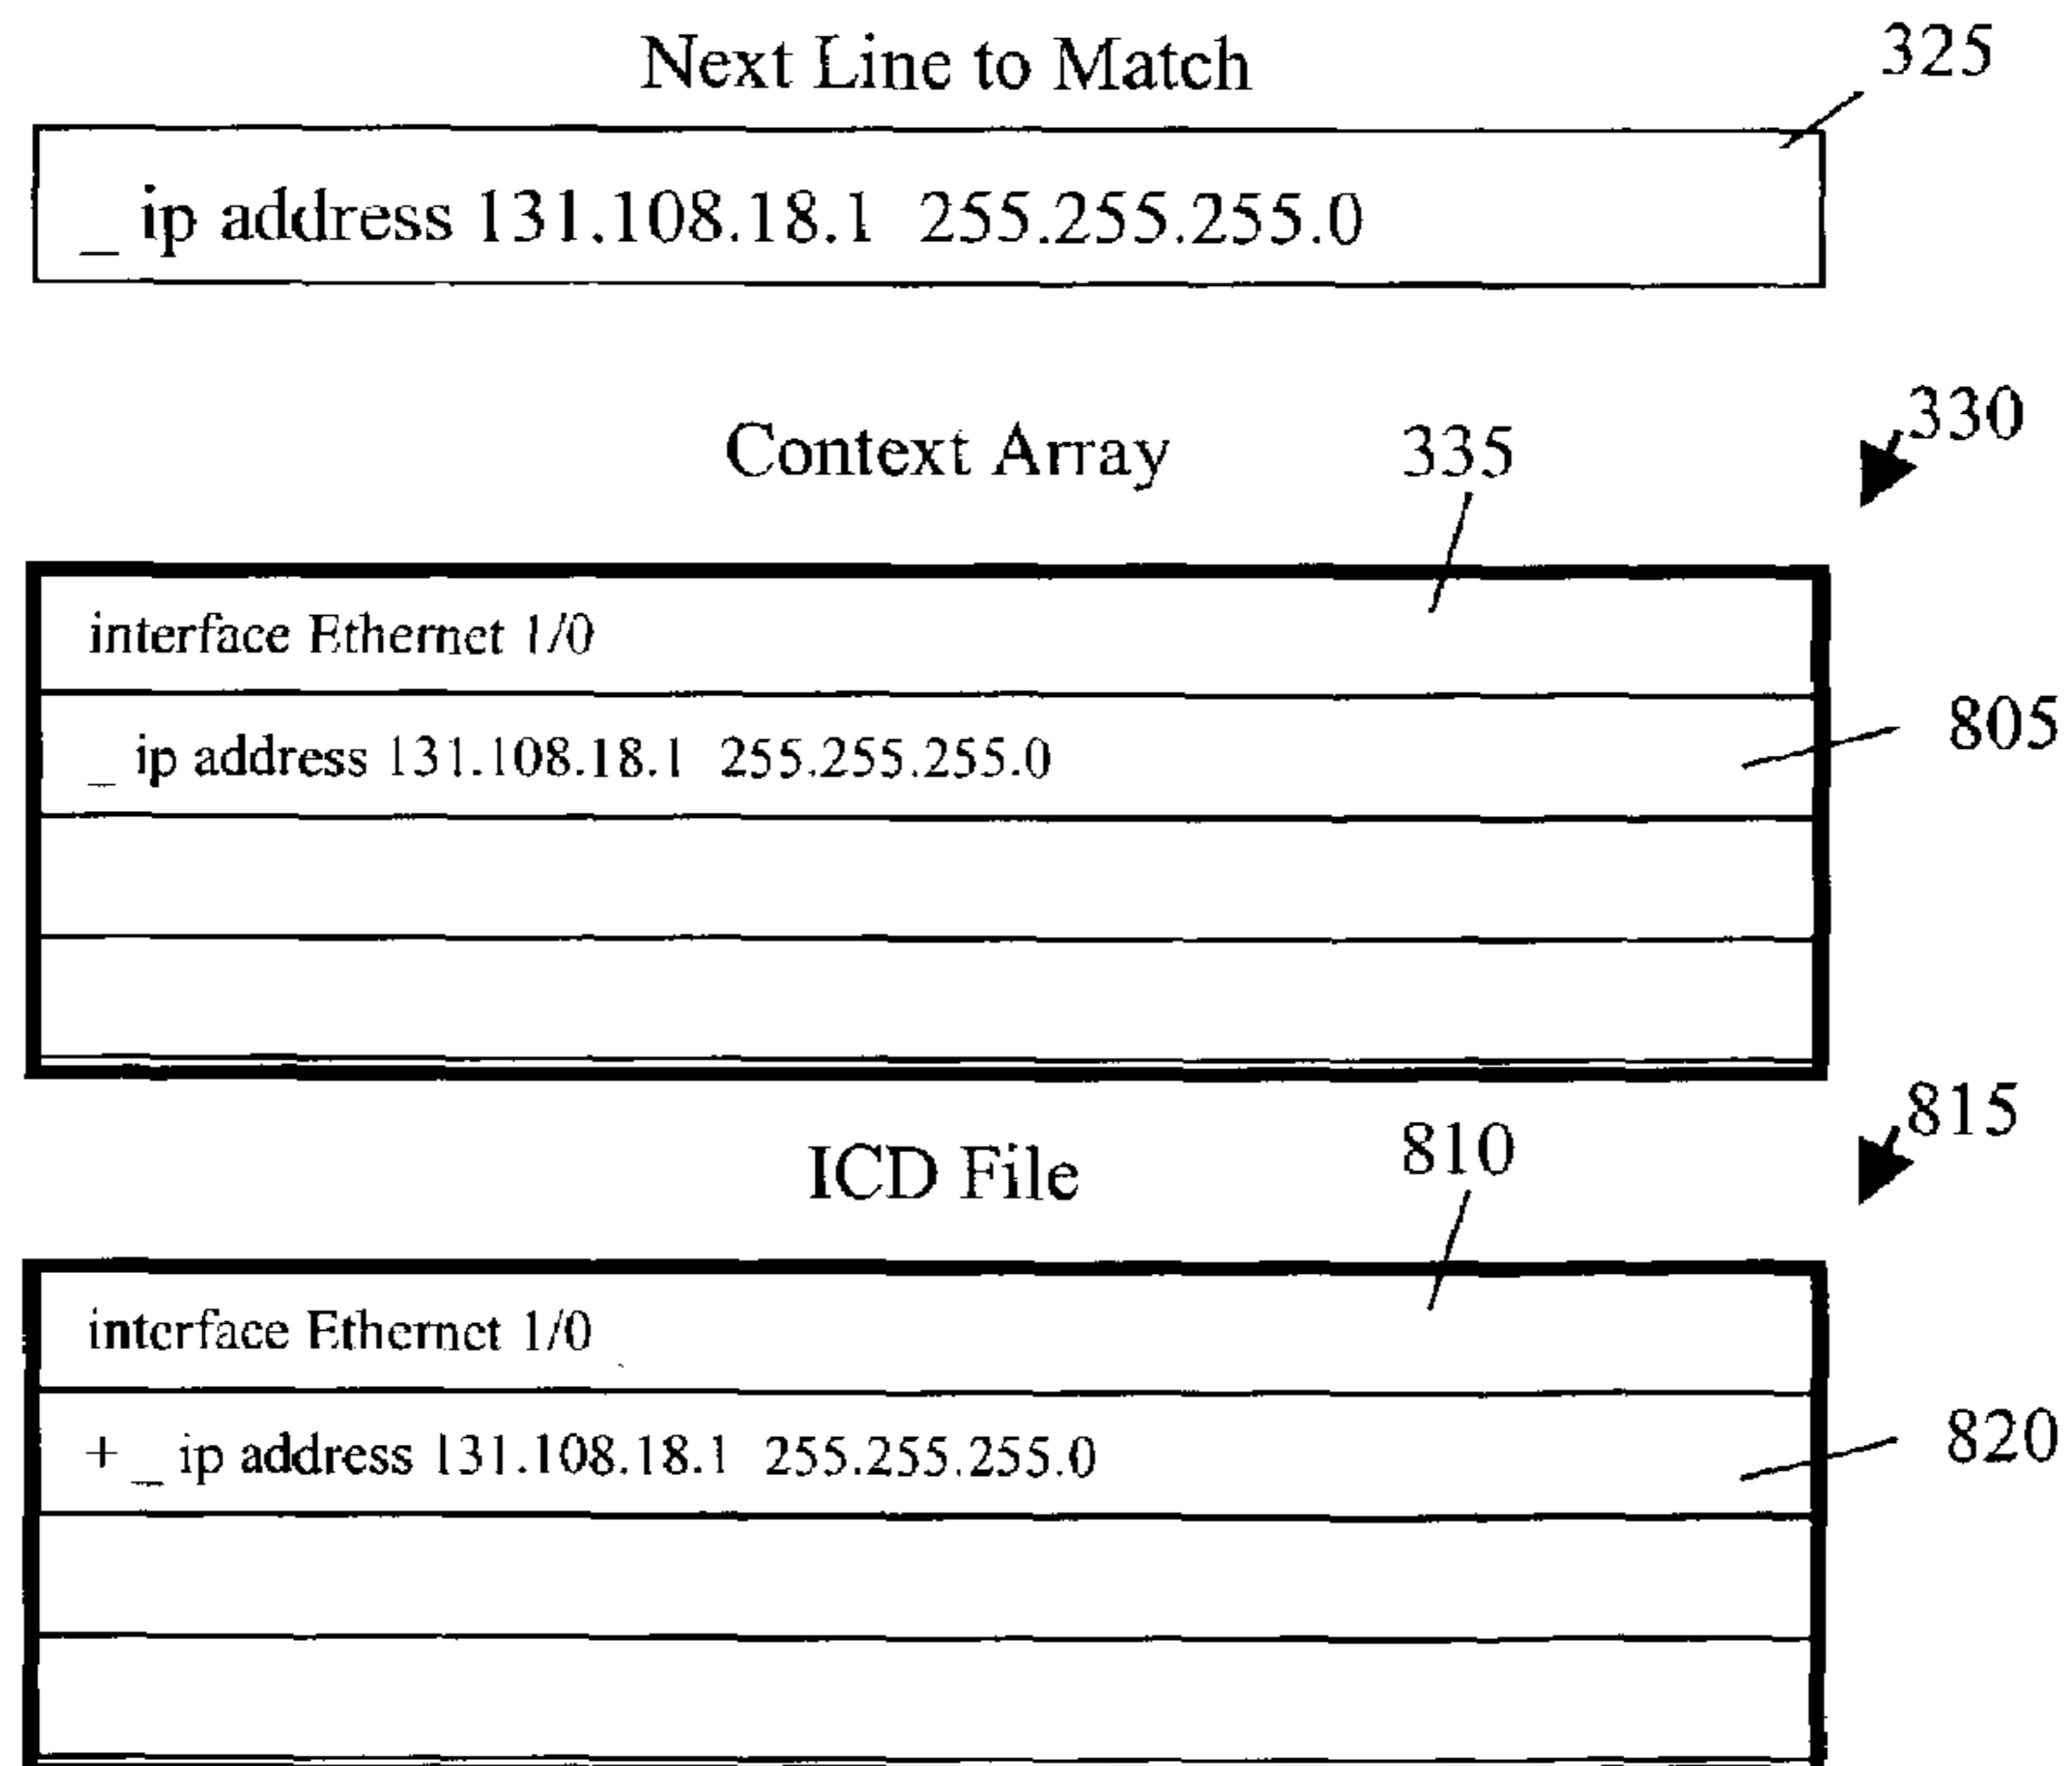 Next Line to Match 325
_ ip address 131.108.18.1 255.255.255.0
330
Context Array 335
interface Ethernet 1/0
_ ip address 131.108.18.1 255.255.255.0
805
815
ICD File 810
interface Ethernet 1/0
+ _ ip address 131.108.18.1 255.255.255.0
820